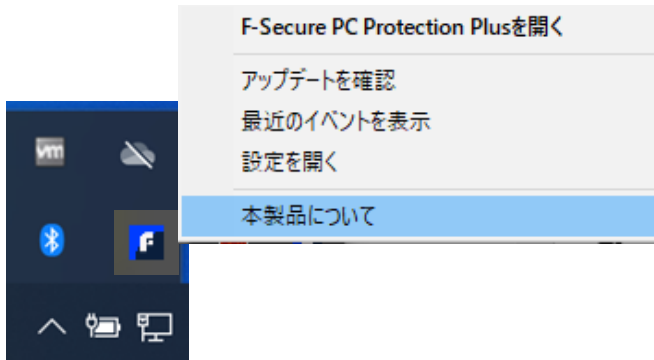 F-Secure PC Protection Plusを開く
アップデートを確認
最近のイベントを表示
設定を開く
本製品について
vm
F